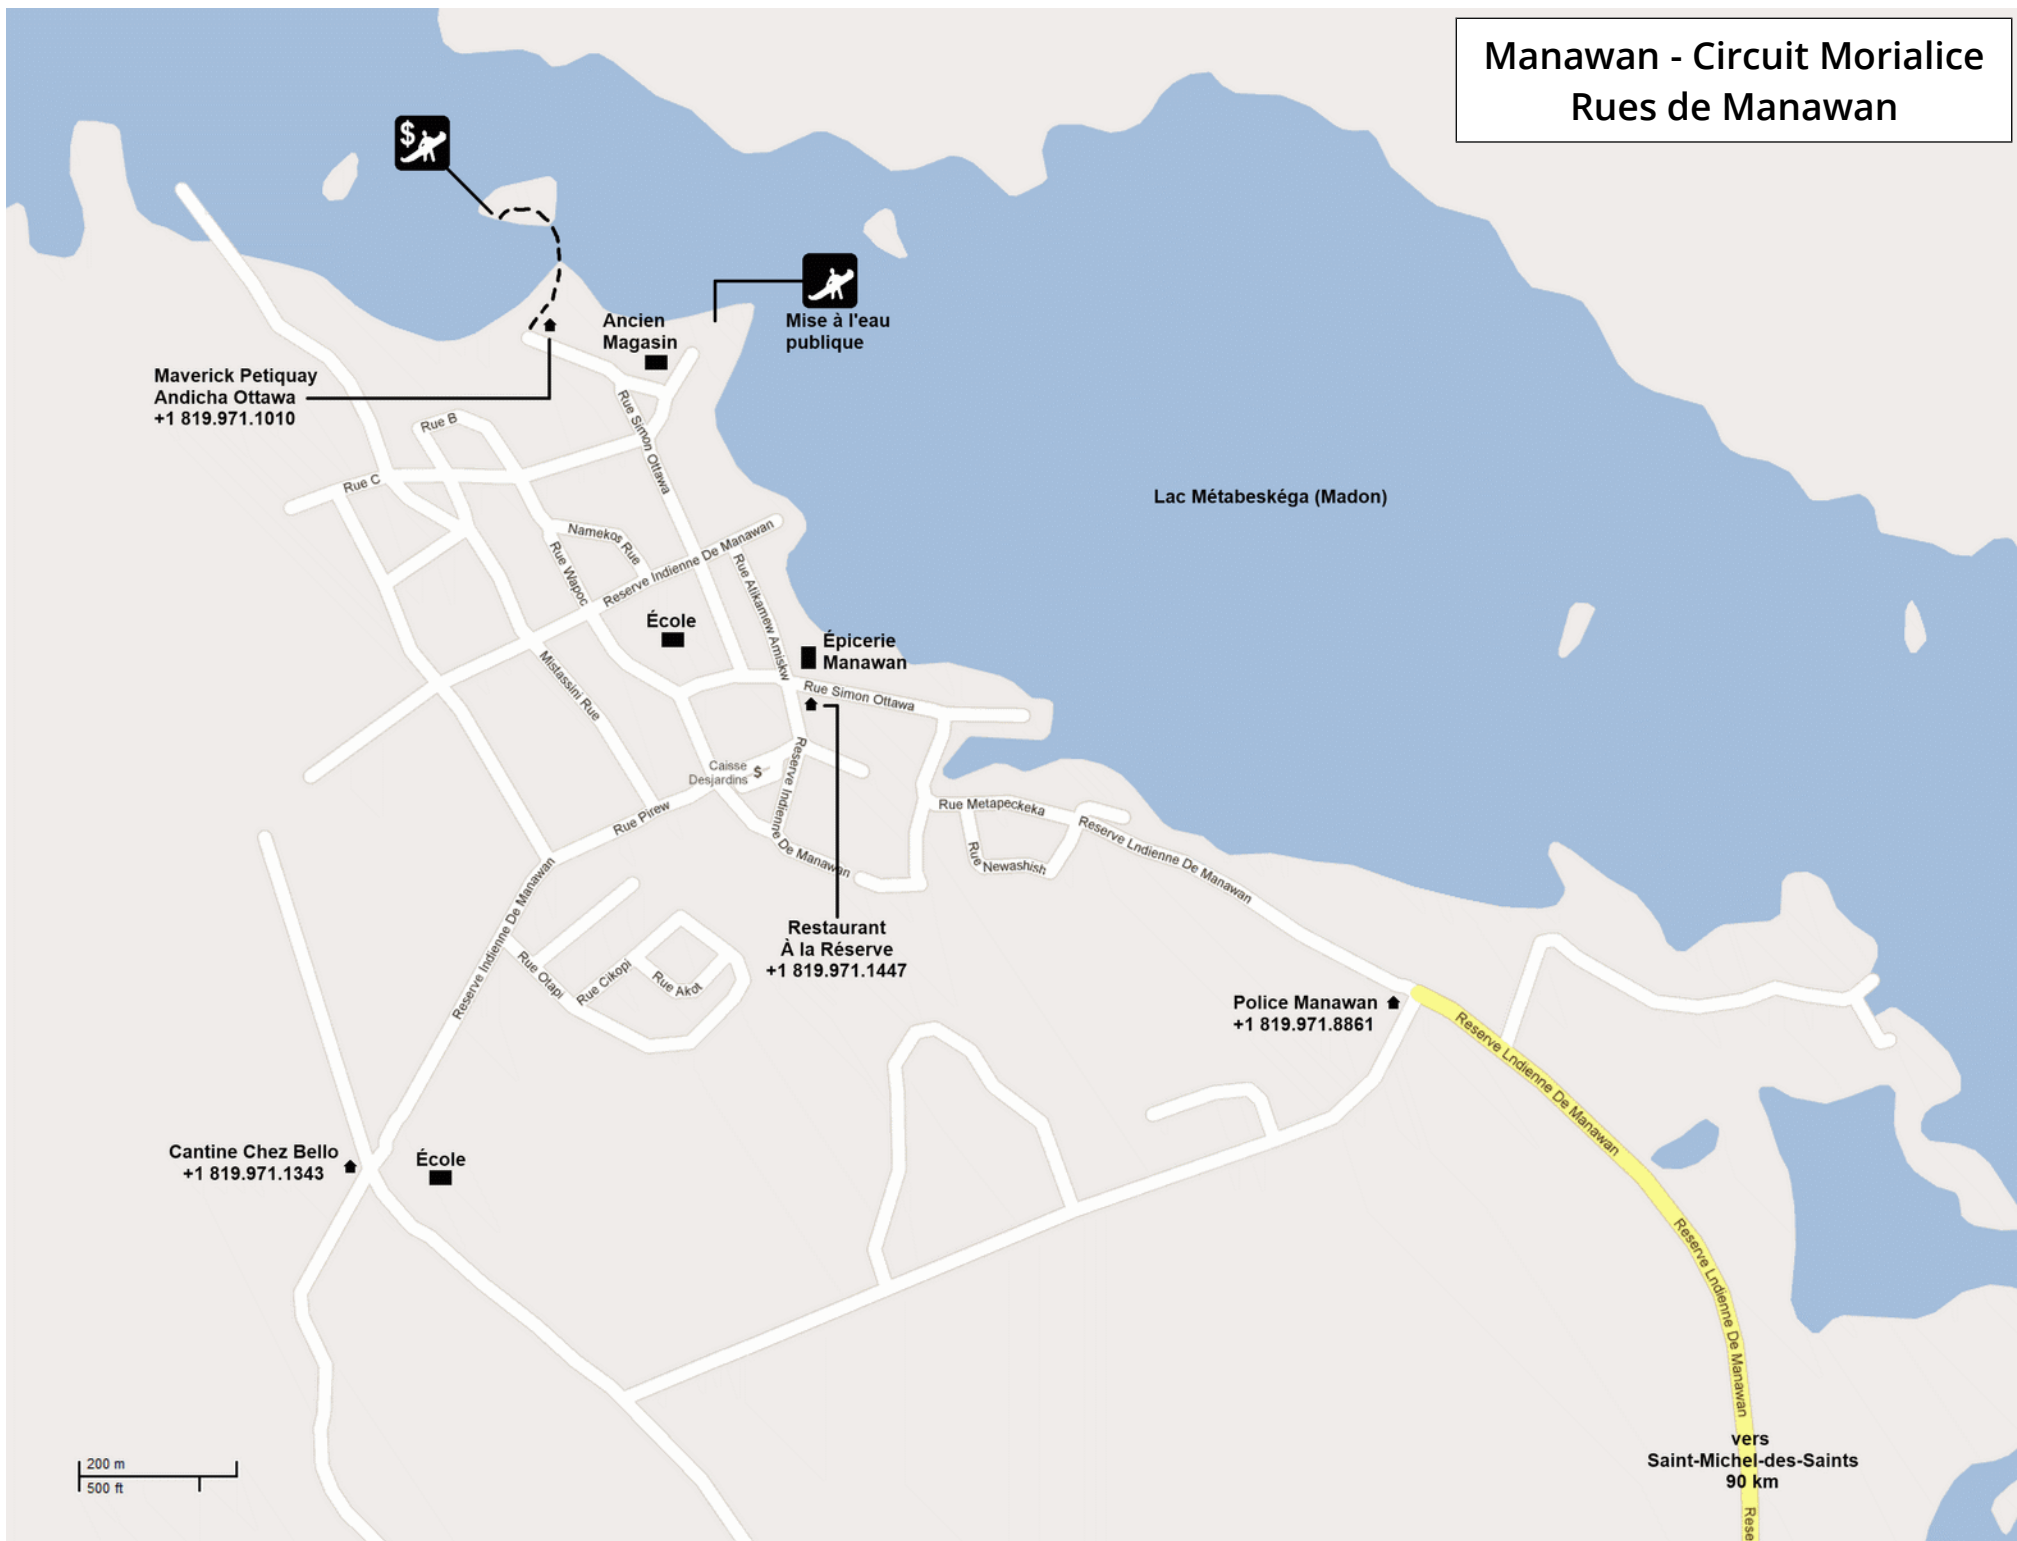 Manawan - Circuit Morialice
Rues de Manawan
$
Mise à l'eau
publique
Ancien
Magasin
Maverick Petiquay
Andicha Ottawa
+1 819.971.1010
Rue B
Rue Simon Ottawa
Rue C
Lac Métabeskéga (Madon)
Namekos Rue
Reserve Indienne De Manawan
Rue Wapoc
Rue Atikamew Amiskw
École
Épicerie
Manawan
Mistassini Rue
Rue Simon Ottawa
Caisse
Desjardins
$
Reserve Indienne De Manawan
Rue Pirew
Rue Metapeckeka
Reserve Lndienne De Manawan
Rue Newashish
Reserve Indienne De Manawan
Rue Otapi
Rue Cikopi
Rue Akot
Restaurant
À la Réserve
+1 819.971.1447
Police Manawan
+1 819.971.8861
Reserve Lndienne De Manawan
Cantine Chez Bello
+1 819.971.1343
École
Reserve Lndienne De Manawan
vers
Saint-Michel-des-Saints
90 km
200 m
500 ft
Rese